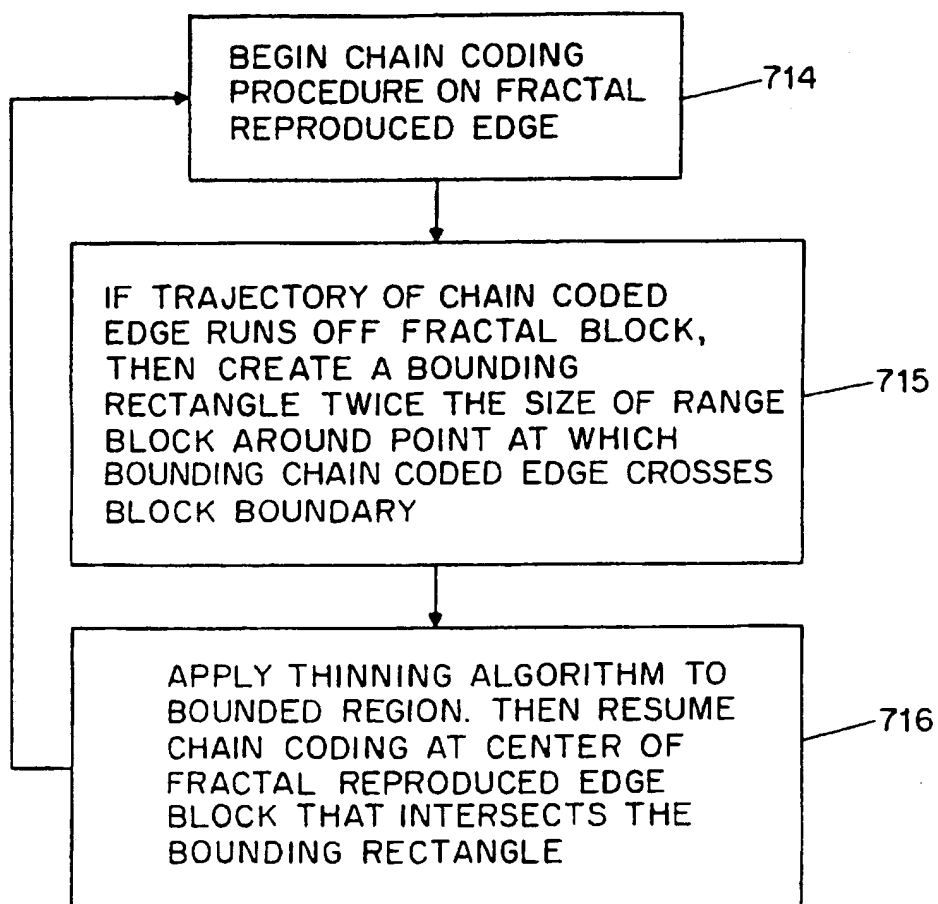 BEGIN CHAIN CODING
PROCEDURE ON FRACTAL
REPRODUCED EDGE
714
IF TRAJECTORY OF CHAIN CODED
EDGE RUNS OFF FRACTAL BLOCK,
THEN CREATE A BOUNDING
RECTANGLE TWICE THE SIZE OF RANGE
BLOCK AROUND POINT AT WHICH
BOUNDING CHAIN CODED EDGE CROSSES
BLOCK BOUNDARY
715
APPLY THINNING ALGORITHM TO
BOUNDED REGION. THEN RESUME
CHAIN CODING AT CENTER OF
FRACTAL REPRODUCED EDGE
BLOCK THAT INTERSECTS THE
BOUNDING RECTANGLE
716